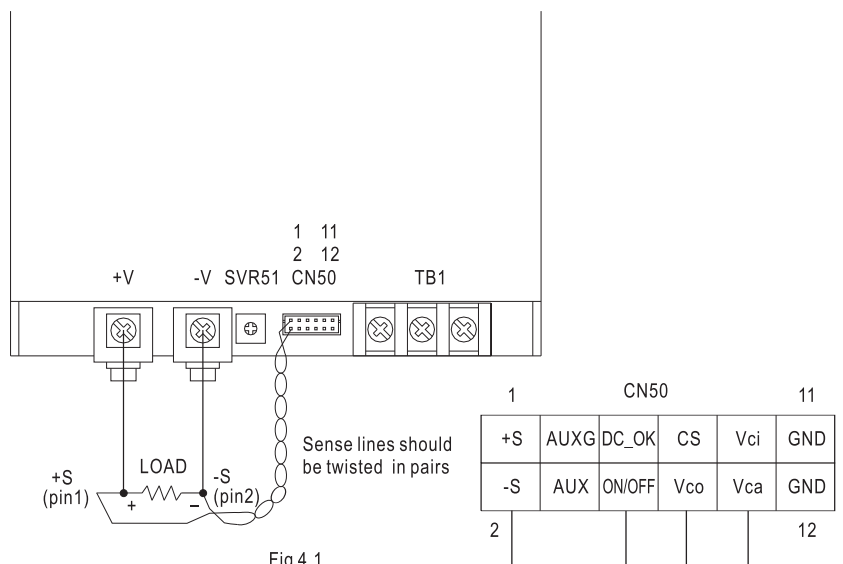 1 11
2 12
+V -V SVR51 CN50 TB1
Sense lines should
be twisted in pairs
+S
(pin1)
LOAD
-S
(pin2)
+ −
Fig 4.1
CN50
1 11
+S AUXG DC_OK CS Vci GND
-S AUX ON/OFF Vco Vca GND
2 12